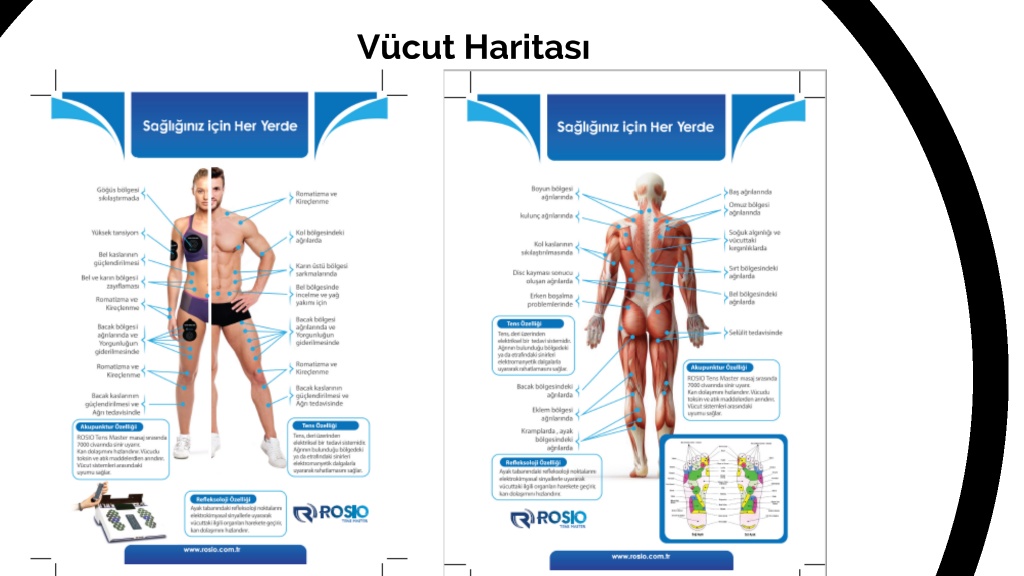 Vücut Haritası
Sağlığınız için Her Yerde
Göğüs bölgesi
sıkılaştırmada
Yüksek tansiyon
Bel kaslarının
güçlendirilmesi
Bel ve karın bölgesi
zayıflaması
Romatizma ve
Kireçlenme
Bacak bölgesi
ağrılarında ve
Yorgunluğun
giderilmesinde
Romatizma ve
Kireçlenme
Bacak kaslarının
güçlendirilmesi ve
Ağrı tedavisinde
Romatizma ve
Kireçlenme
Kol bölgesindeki
ağrılarda
Karın üstü bölgesi
sarkmalarında
Bel bölgesinde
incelme ve yağ
yakımı için
Bacak bölgesi
ağrılarında ve
Yorgunluğun
giderilmesinde
Romatizma ve
Kireçlenme
Bacak kaslarının
güçlendirilmesi ve
Ağrı tedavisinde
Akupunktur Özelliği
ROSIO Tens Master masaj sırasında
7000 civarında sinir uyarır.
Kan dolaşımını hızlandırır. Vücudu
toksin ve atık maddelerden arındırır.
Vücut sistemleri arasındaki
uyumu sağlar.
Tens Özelliği
Tens, deri üzerinden
elektriksel bir tedavi sistemidir.
Ağrının bulunduğu bölgedeki
ya da etrafındaki sinirleri
elektromanyetik dalgalarla
uyararak rahatlamasını sağlar.
Refleksoloji Özelliği
Ayak tabanındaki refleksoloji noktalarını
elektrokimyasal sinyallerle uyararak
vücuttaki ilgili organları harekete geçirir,
kan dolaşımını hızlandırır.
ROSIO
TENS MASTER
www.rosio.com.tr
Sağlığınız için Her Yerde
Boyun bölgesi
ağrılarında
kulunç ağrılarında
Kol kaslarının
sıkılaştırılmasında
Disc kayması sonucu
oluşan ağrılarda
Erken boşalma
problemlerinde
Baş ağrılarında
Omuz bölgesi
ağrılarında
Soğuk algınlığı ve
vücuttaki
kırgınlıklarda
Sırt bölgesindeki
ağrılarda
Bel bölgesindeki
ağrılarda
Selülit tedavisinde
Tens Özelliği
Tens, deri üzerinden
elektriksel bir tedavi sistemidir.
Ağrının bulunduğu bölgedeki
ya da etrafındaki sinirleri
elektromanyetik dalgalarla
uyararak rahatlamasını sağlar.
Akupunktur Özelliği
ROSIO Tens Master masaj sırasında
7000 civarında sinir uyarır.
Kan dolaşımını hızlandırır. Vücudu
toksin ve atık maddelerden arındırır.
Vücut sistemleri arasındaki
uyumu sağlar.
Bacak bölgesindeki
ağrılarda
Eklem bölgesi
ağrılarında
Kramplarda , ayak
bölgesindeki
ağrılarda
Refleksoloji Özelliği
Ayak tabanındaki refleksoloji noktalarını
elektrokimyasal sinyallerle uyararak
vücuttaki ilgili organları harekete geçirir,
kan dolaşımını hızlandırır.
ROSIO
TENS MASTER
www.rosio.com.tr